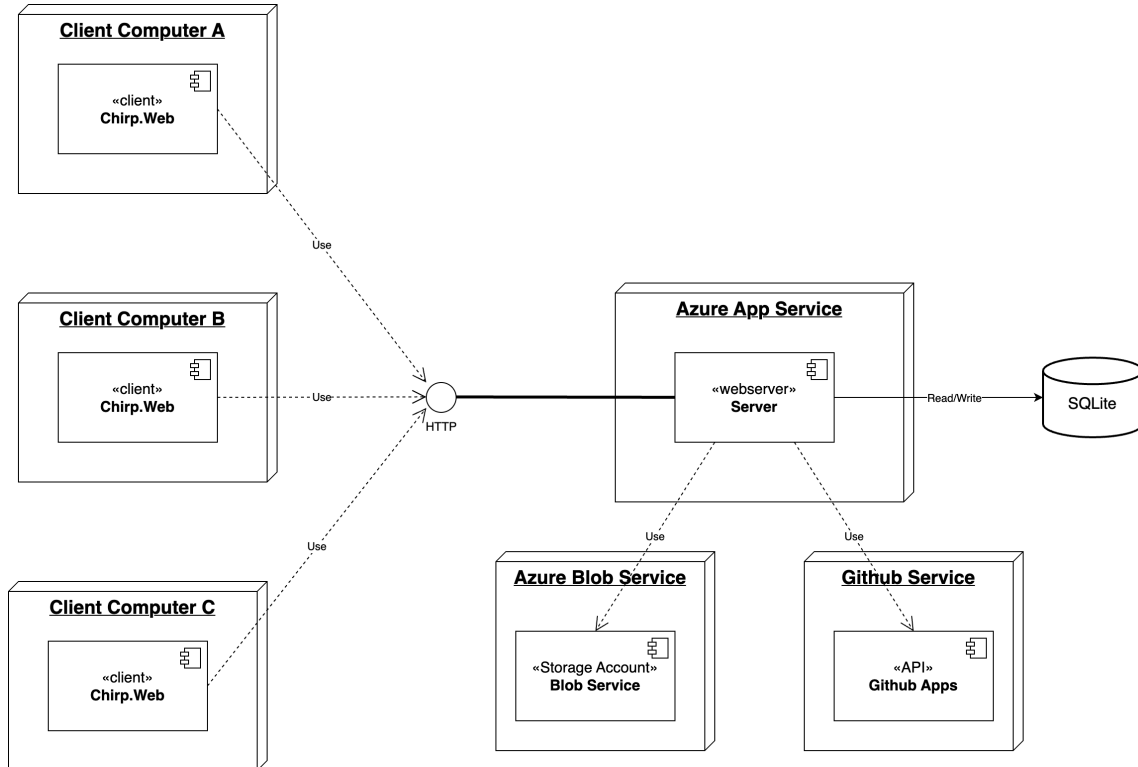 Client Computer A
«client»
Chirp.Web
Use
Client Computer B
«client»
Chirp.Web
Use
HTTP
Azure App Service
«webserver»
Server
Read/Write
SQLite
Use
Client Computer C
«client»
Chirp.Web
Use
Azure Blob Service
«Storage Account»
Blob Service
Use
Github Service
«API»
Github Apps